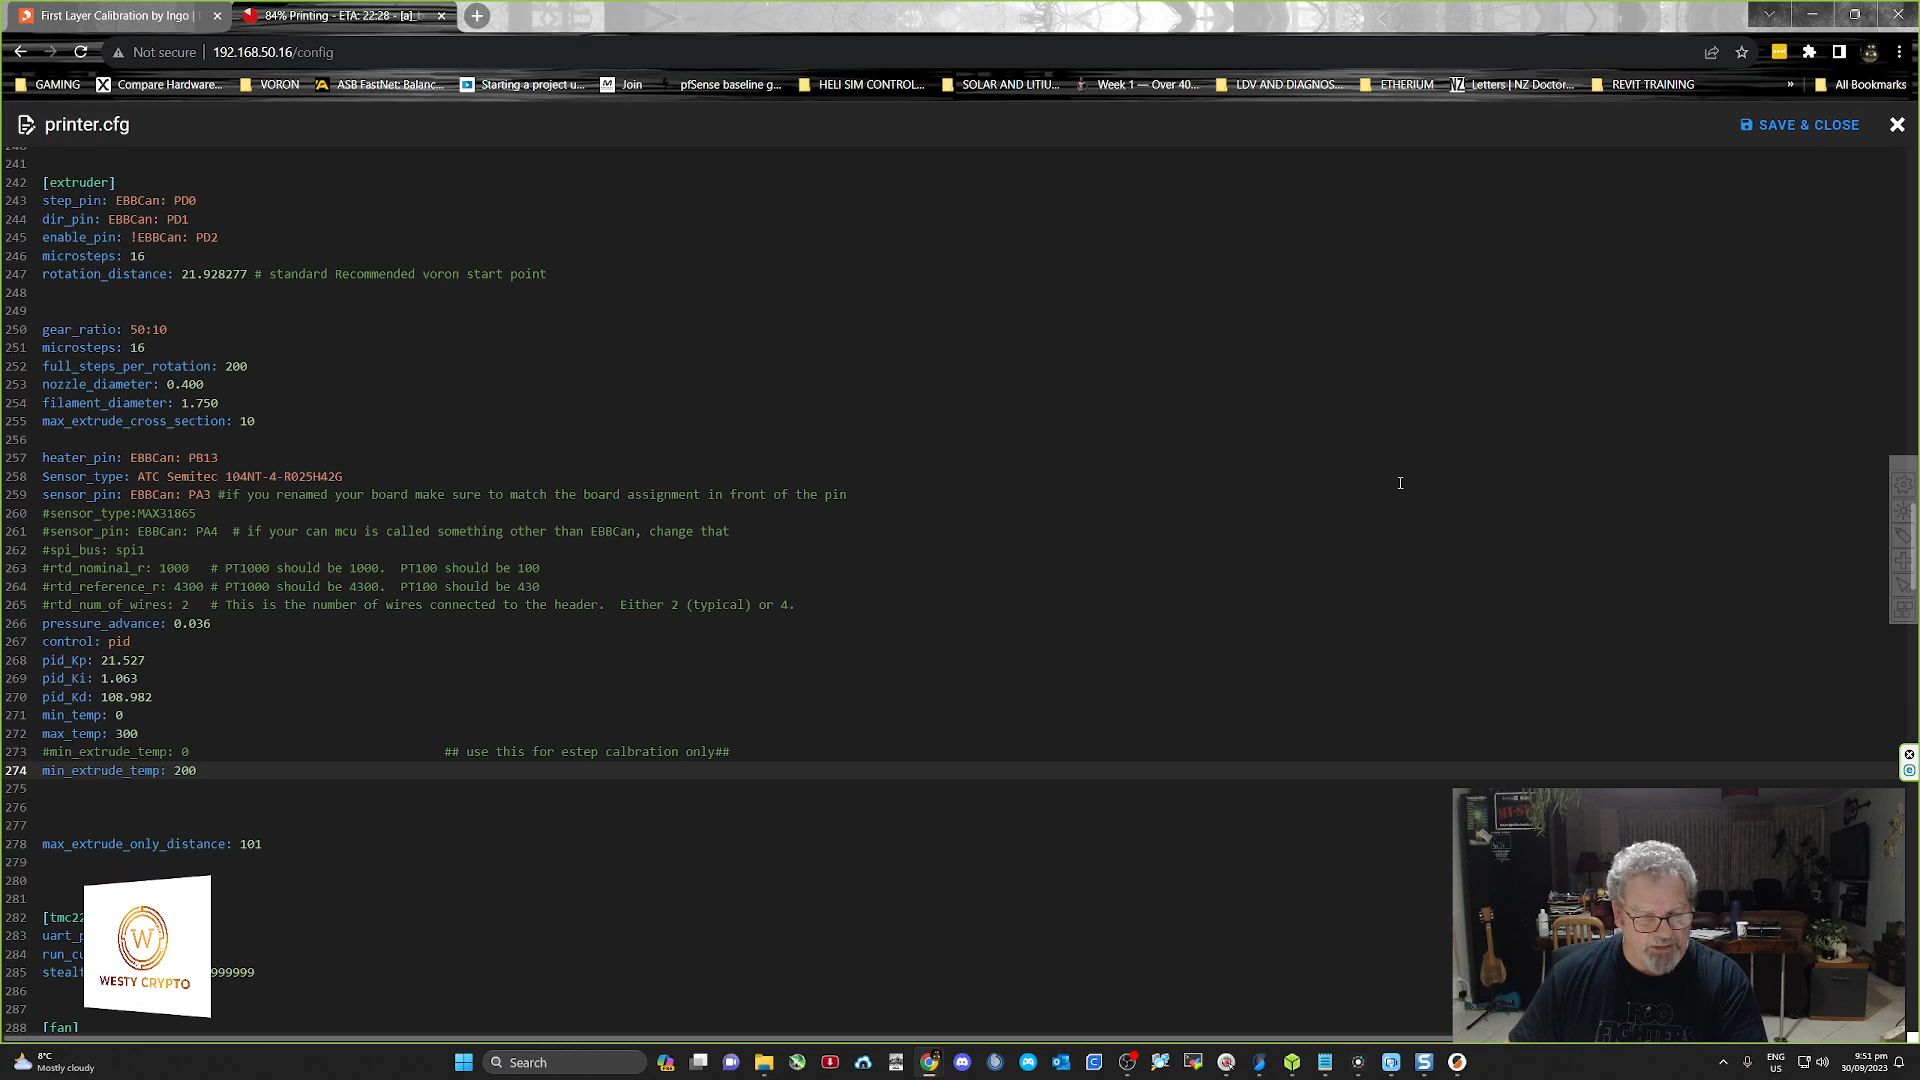 First Layer Calibration by Ingo |
84% Printing - ETA: 22:28 - [a]_b
Not secure
192.168.50.16/config
GAMING
Compare Hardware...
VORON
ASB FastNet: Balanc...
Starting a project u...
Join
pfSense baseline g...
HELI SIM CONTROL...
SOLAR AND LITIU...
Week 1 — Over 40...
LDV AND DIAGNOS...
ETHERIUM
Letters | NZ Doctor...
REVIT TRAINING
»
All Bookmarks
printer.cfg
SAVE & CLOSE
241
242 [extruder]
243 step_pin: EBBCan: PD0
244 dir_pin: EBBCan: PD1
245 enable_pin: !EBBCan: PD2
246 microsteps: 16
247 rotation_distance: 21.928277 # standard Recommended voron start point
248
249
250 gear_ratio: 50:10
251 microsteps: 16
252 full_steps_per_rotation: 200
253 nozzle_diameter: 0.400
254 filament_diameter: 1.750
255 max_extrude_cross_section: 10
256
257 heater_pin: EBBCan: PB13
258 Sensor_type: ATC Semitec 104NT-4-R025H42G
259 sensor_pin: EBBCan: PA3 #if you renamed your board make sure to match the board assignment in front of the pin
260 #sensor_type:MAX31865
261 #sensor_pin: EBBCan: PA4 # if your can mcu is called something other than EBBCan, change that
262 #spi_bus: spi1
263 #rtd_nominal_r: 1000 # PT1000 should be 1000. PT100 should be 100
264 #rtd_reference_r: 4300 # PT1000 should be 4300. PT100 should be 430
265 #rtd_num_of_wires: 2 # This is the number of wires connected to the header. Either 2 (typical) or 4.
266 pressure_advance: 0.036
267 control: pid
268 pid_Kp: 21.527
269 pid_Ki: 1.063
270 pid_Kd: 108.982
271 min_temp: 0
272 max_temp: 300
273 #min_extrude_temp: 0 ## use this for estep calbration only##
274 min_extrude_temp: 200
275
276
277
278 max_extrude_only_distance: 101
279
280
281
282 [tmc22
283 uart_p
284 run_cu
285 stealt 999999
286
287
288 [fan]
W
WESTY CRYPTO
FOO
FIGHTERS
8°C
Mostly cloudy
Search
ENG
US
9:51 pm
30/09/2023